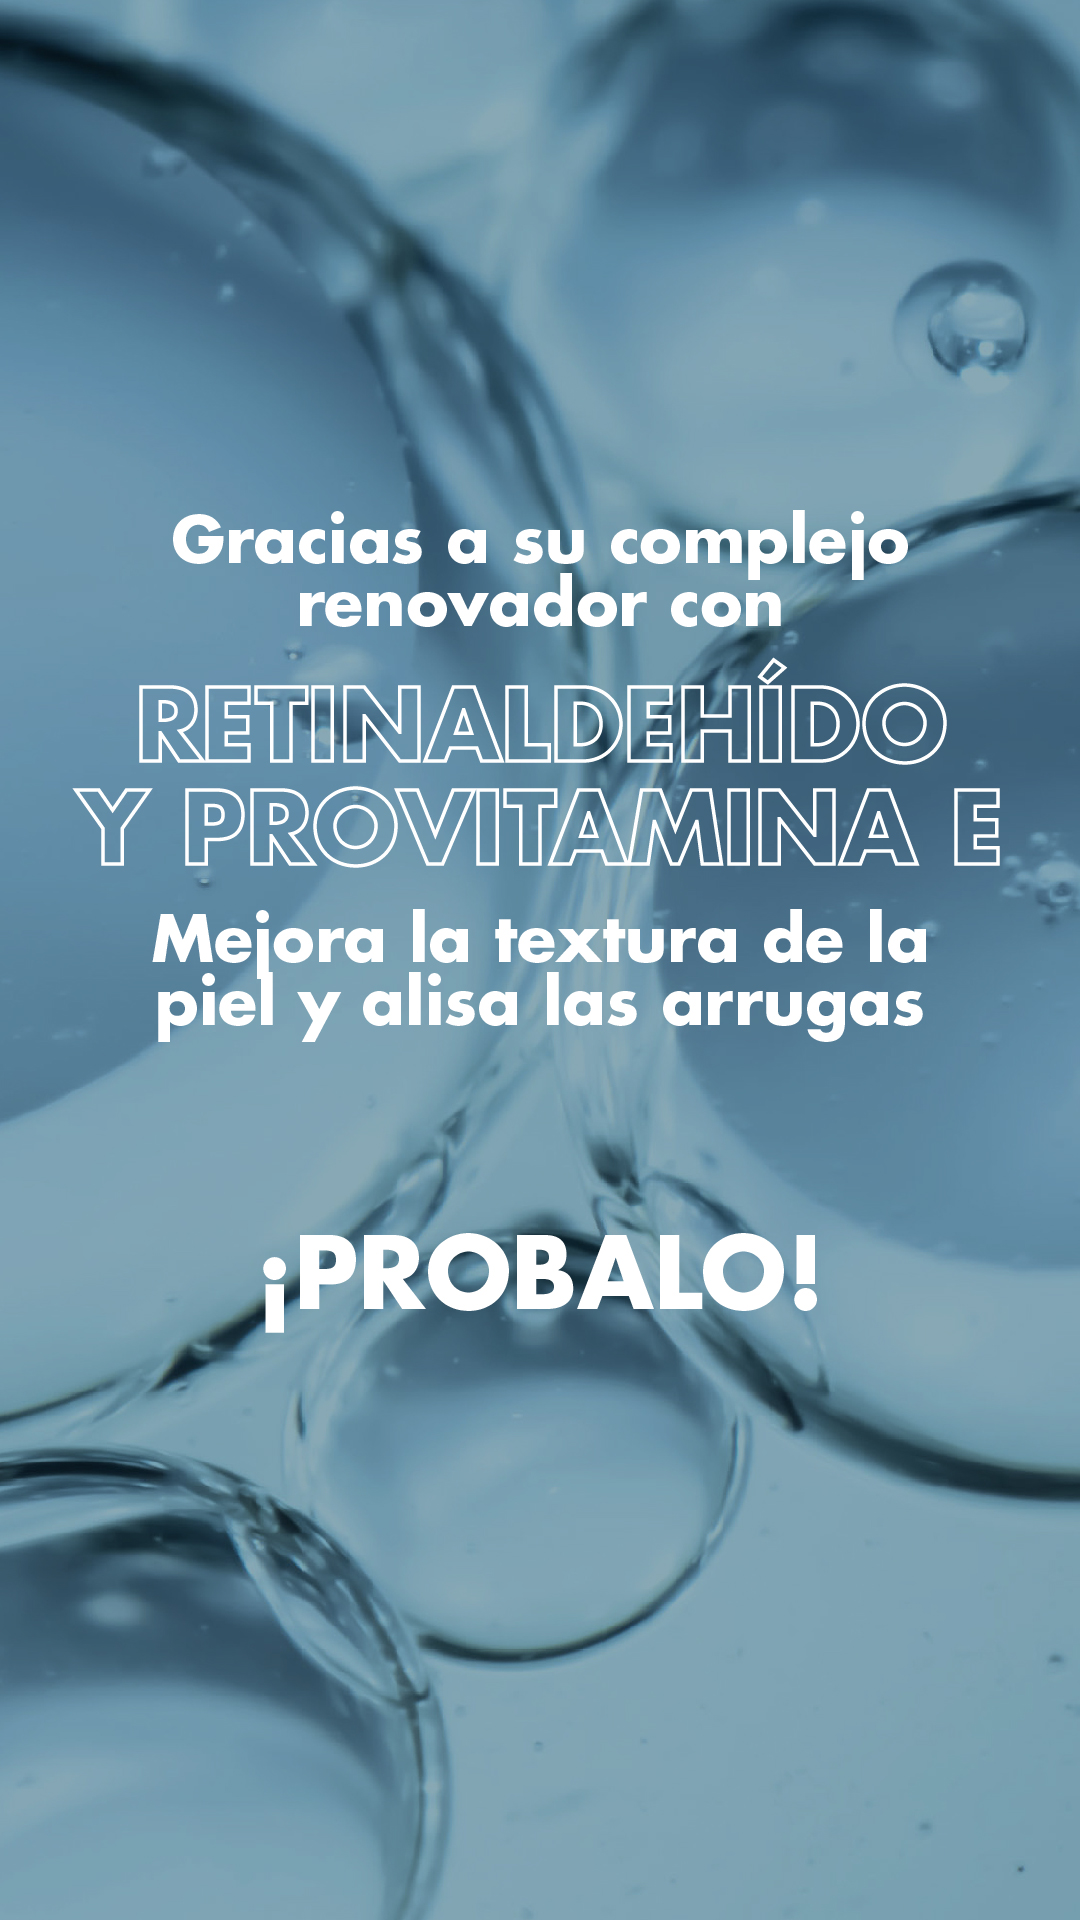 Gracias a su complejo
renovador con
RETINALDEHÍDO
Y PROVITAMINA E
Mejora la textura de la
piel y alisa las arrugas
¡PROBALO!